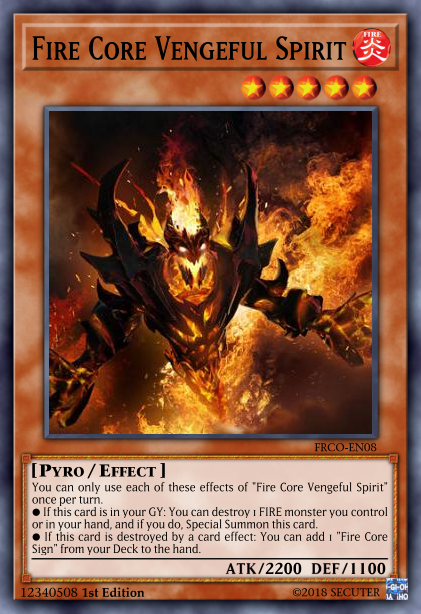 Fire Core Vengeful Spirit
FIRE
炎
FRCO-EN08
[Pyro / Effect]
You can only use each of these effects of "Fire Core Vengeful Spirit"
once per turn.
● If this card is in your GY: You can destroy 1 FIRE monster you control
or in your hand, and if you do, Special Summon this card.
● If this card is destroyed by a card effect: You can add 1 "Fire Core
Sign" from your Deck to the hand.
ATK/2200 DEF/1100
12340508 1st Edition
©2018 SECUTER